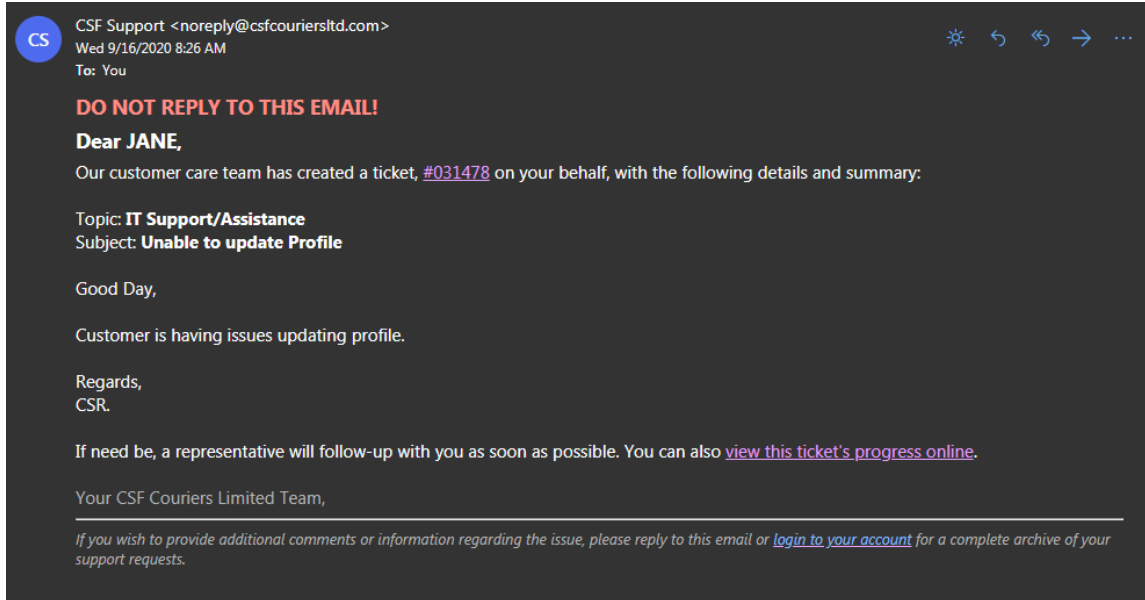 CS
CSF Support <noreply@csfcouriersltd.com>
Wed 9/16/2020 8:26 AM
To: You
DO NOT REPLY TO THIS EMAIL!
Dear JANE,
Our customer care team has created a ticket, #031478 on your behalf, with the following details and summary:
Topic: IT Support/Assistance
Subject: Unable to update Profile
Good Day,
Customer is having issues updating profile.
Regards,
CSR.
If need be, a representative will follow-up with you as soon as possible. You can also view this ticket's progress online.
Your CSF Couriers Limited Team,
If you wish to provide additional comments or information regarding the issue, please reply to this email or login to your account for a complete archive of your
support requests.